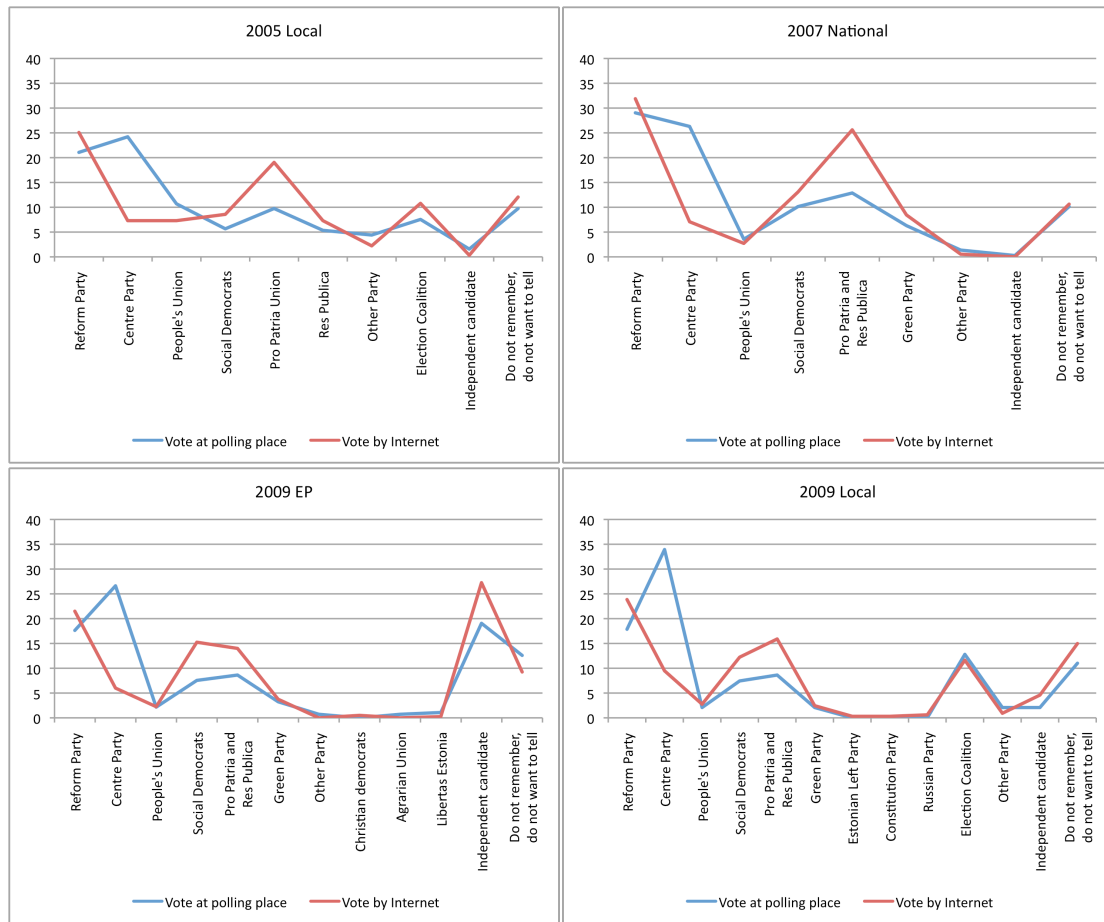 2005 Local
40
35
30
25
20
15
10
5
0
Reform Party
Centre Party
People's Union
Social Democrats
Pro Patria Union
Res Publica
Other Party
Election Coalition
Independent candidate
Do not remember,
do not want to tell
Vote at polling place
Vote by Internet
2007 National
40
35
30
25
20
15
10
5
0
Reform Party
Centre Party
People's Union
Social Democrats
Pro Patria and
Res Publica
Green Party
Other Party
Independent candidate
Do not remember,
do not want to tell
Vote at polling place
Vote by Internet
2009 EP
40
35
30
25
20
15
10
5
0
Reform Party
Centre Party
People's Union
Social Democrats
Pro Patria and
Res Publica
Green Party
Other Party
Christian democrats
Agrarian Union
Libertas Estonia
Independent candidate
Do not remember,
do not want to tell
Vote at polling place
Vote by Internet
2009 Local
40
35
30
25
20
15
10
5
0
Reform Party
Centre Party
People's Union
Social Democrats
Pro Patria and
Res Publica
Green Party
Estonian Left Party
Constitution Party
Russian Party
Election Coalition
Other Party
Independent candidate
Do not remember,
do not want to tell
Vote at polling place
Vote by Internet